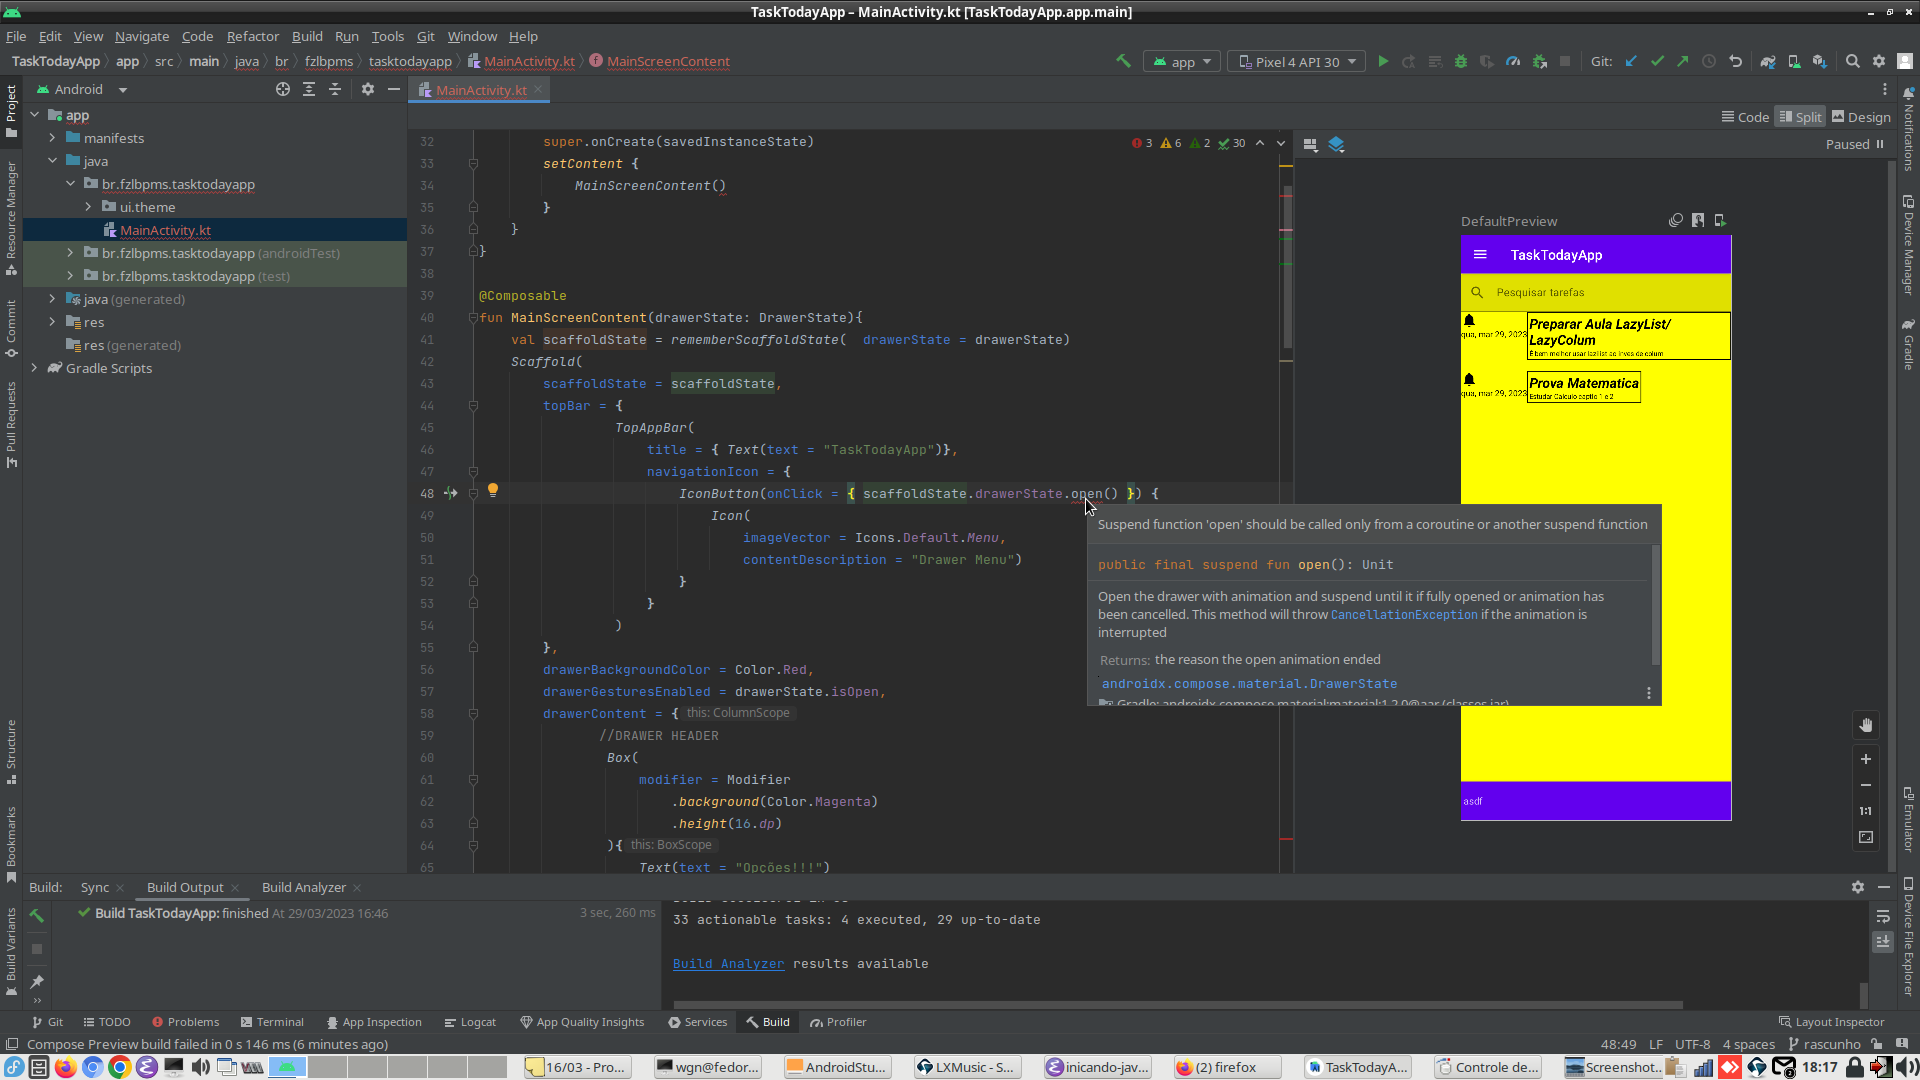 TaskTodayApp – MainActivity.kt [TaskTodayApp.app.main]
File Edit View Navigate Code Refactor Build Run Tools Git Window Help
TaskTodayApp app src main java br fzlbpms tasktodayapp MainActivity.kt MainScreenContent
app Pixel 4 API 30 Git:
Android
MainActivity.kt
Code Split Design
Project
Resource Manager
Commit
Pull Requests
Structure
Bookmarks
Build Variants
app
manifests
java
br.fzlbpms.tasktodayapp
ui.theme
MainActivity.kt
br.fzlbpms.tasktodayapp (androidTest)
br.fzlbpms.tasktodayapp (test)
java (generated)
res
res (generated)
Gradle Scripts
3 6 2 30
32 super.onCreate(savedInstanceState)
33 setContent {
34 MainScreenContent()
35 }
36 }
37 }
38
39 @Composable
40 fun MainScreenContent(drawerState: DrawerState){
41 val scaffoldState = rememberScaffoldState( drawerState = drawerState)
42 Scaffold(
43 scaffoldState = scaffoldState,
44 topBar = {
45 TopAppBar(
46 title = { Text(text = "TaskTodayApp")},
47 navigationIcon = {
48 IconButton(onClick = { scaffoldState.drawerState.open() }) {
49 Icon(
50 imageVector = Icons.Default.Menu,
51 contentDescription = "Drawer Menu")
52 }
53 }
54 )
55 },
56 drawerBackgroundColor = Color.Red,
57 drawerGesturesEnabled = drawerState.isOpen,
58 drawerContent = { this: ColumnScope
59 //DRAWER HEADER
60 Box(
61 modifier = Modifier
62 .background(Color.Magenta)
63 .height(16.dp)
64 ){ this: BoxScope
65 Text(text = "Opções!!!")
Suspend function 'open' should be called only from a coroutine or another suspend function
public final suspend fun open(): Unit
Open the drawer with animation and suspend until it if fully opened or animation has
been cancelled. This method will throw CancellationException if the animation is
interrupted
Returns: the reason the open animation ended
androidx.compose.material.DrawerState
Gradle: androidx.compose.material:material:1.2.0@aar (classes.jar)
Paused
DefaultPreview
TaskTodayApp
Pesquisar tarefas
qua, mar 29, 2023
Preparar Aula LazyList/
LazyColum
É bem melhor usar lazilist ao inves de colum
qua, mar 29, 2023
Prova Matematica
Estudar Calculo capitlo 1 e 2
asdf
1:1
Notifications
Device Manager
Gradle
Emulator
Device File Explorer
Build: Sync Build Output Build Analyzer
Build TaskTodayApp: finished At 29/03/2023 16:46 3 sec, 260 ms
33 actionable tasks: 4 executed, 29 up-to-date
Build Analyzer results available
Git TODO Problems Terminal App Inspection Logcat App Quality Insights Services Build Profiler Layout Inspector
Compose Preview build failed in 0 s 146 ms (6 minutes ago)
48:49 LF UTF-8 4 spaces rascunho
16/03 - Pro... wgn@fedor... AndroidStu... LXMusic - S... inicando-jav... (2) firefox TaskTodayA... Controle de... Screenshot... 18:17